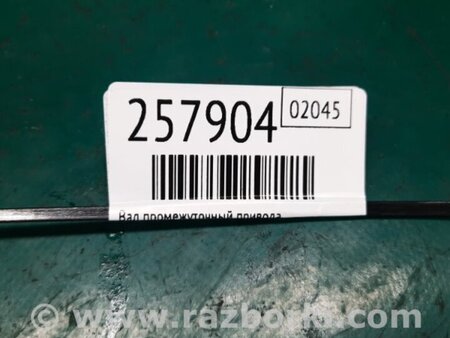 257904
02045
Вал промежуточный привода
www.razborka.com